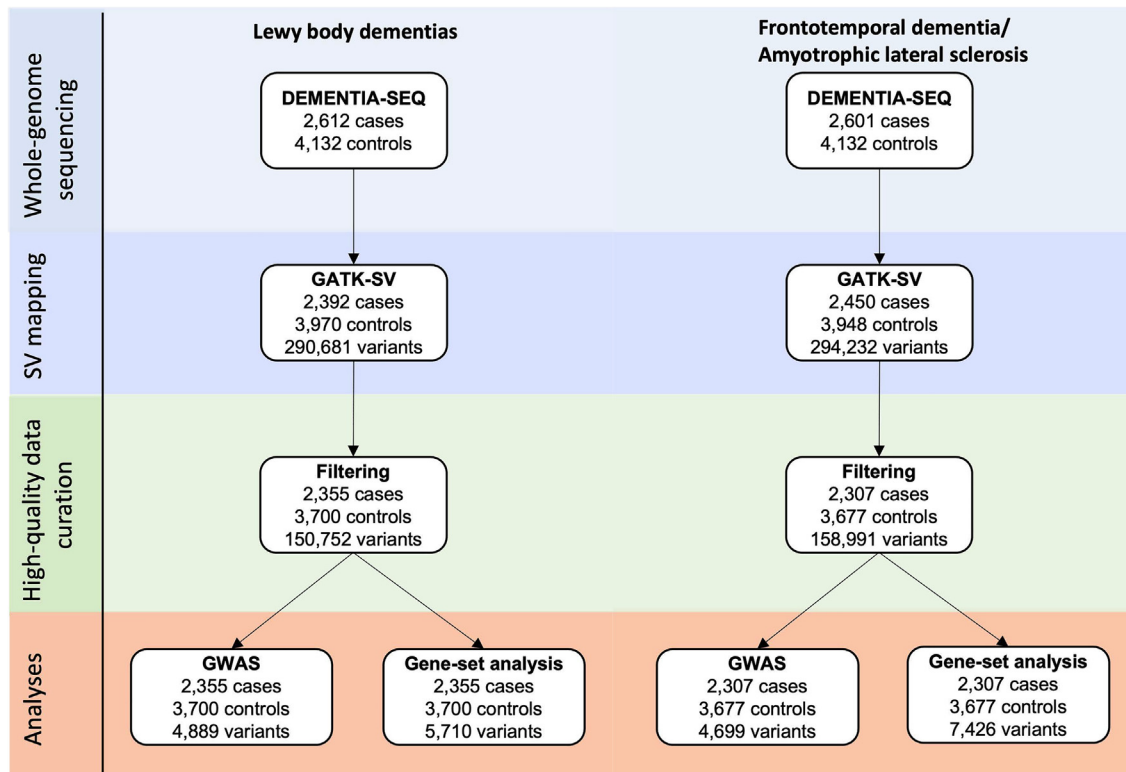 Lewy body dementias
Frontotemporal dementia/
Amyotrophic lateral sclerosis
Whole-genome
sequencing
DEMENTIA-SEQ
2,612 cases
4,132 controls
DEMENTIA-SEQ
2,601 cases
4,132 controls
SV mapping
GATK-SV
2,392 cases
3,970 controls
290,681 variants
GATK-SV
2,450 cases
3,948 controls
294,232 variants
High-quality data
curation
Filtering
2,355 cases
3,700 controls
150,752 variants
Filtering
2,307 cases
3,677 controls
158,991 variants
Analyses
GWAS
2,355 cases
3,700 controls
4,889 variants
Gene-set analysis
2,355 cases
3,700 controls
5,710 variants
GWAS
2,307 cases
3,677 controls
4,699 variants
Gene-set analysis
2,307 cases
3,677 controls
7,426 variants